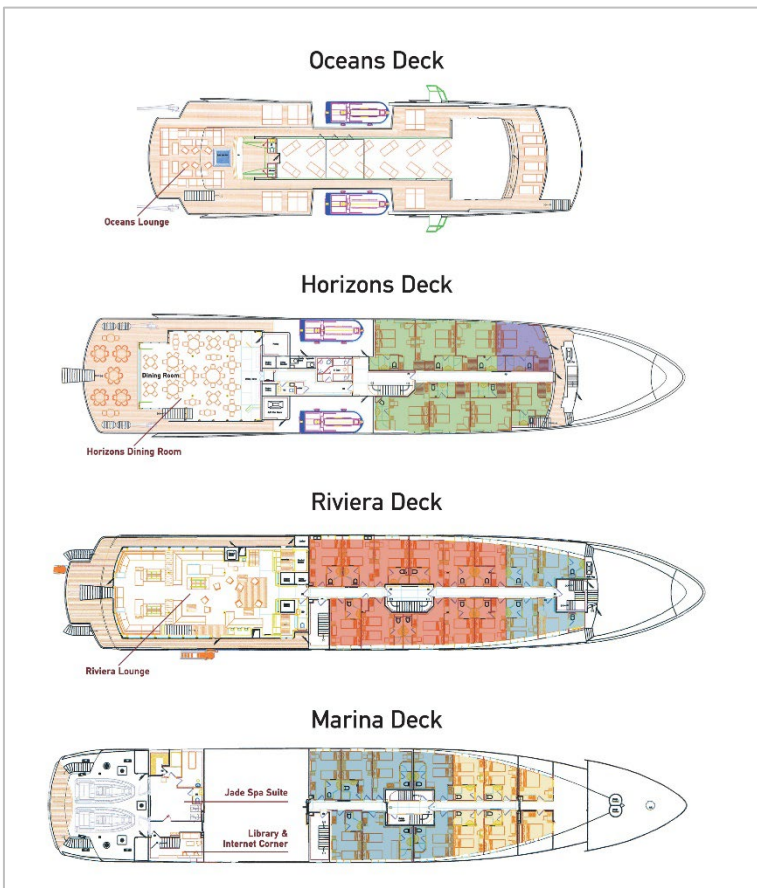 Oceans Deck
Oceans Lounge
Horizons Deck
Dining Room
Horizons Dining Room
Riviera Deck
Riviera Lounge
Marina Deck
Jade Spa Suite
Library &
Internet Corner